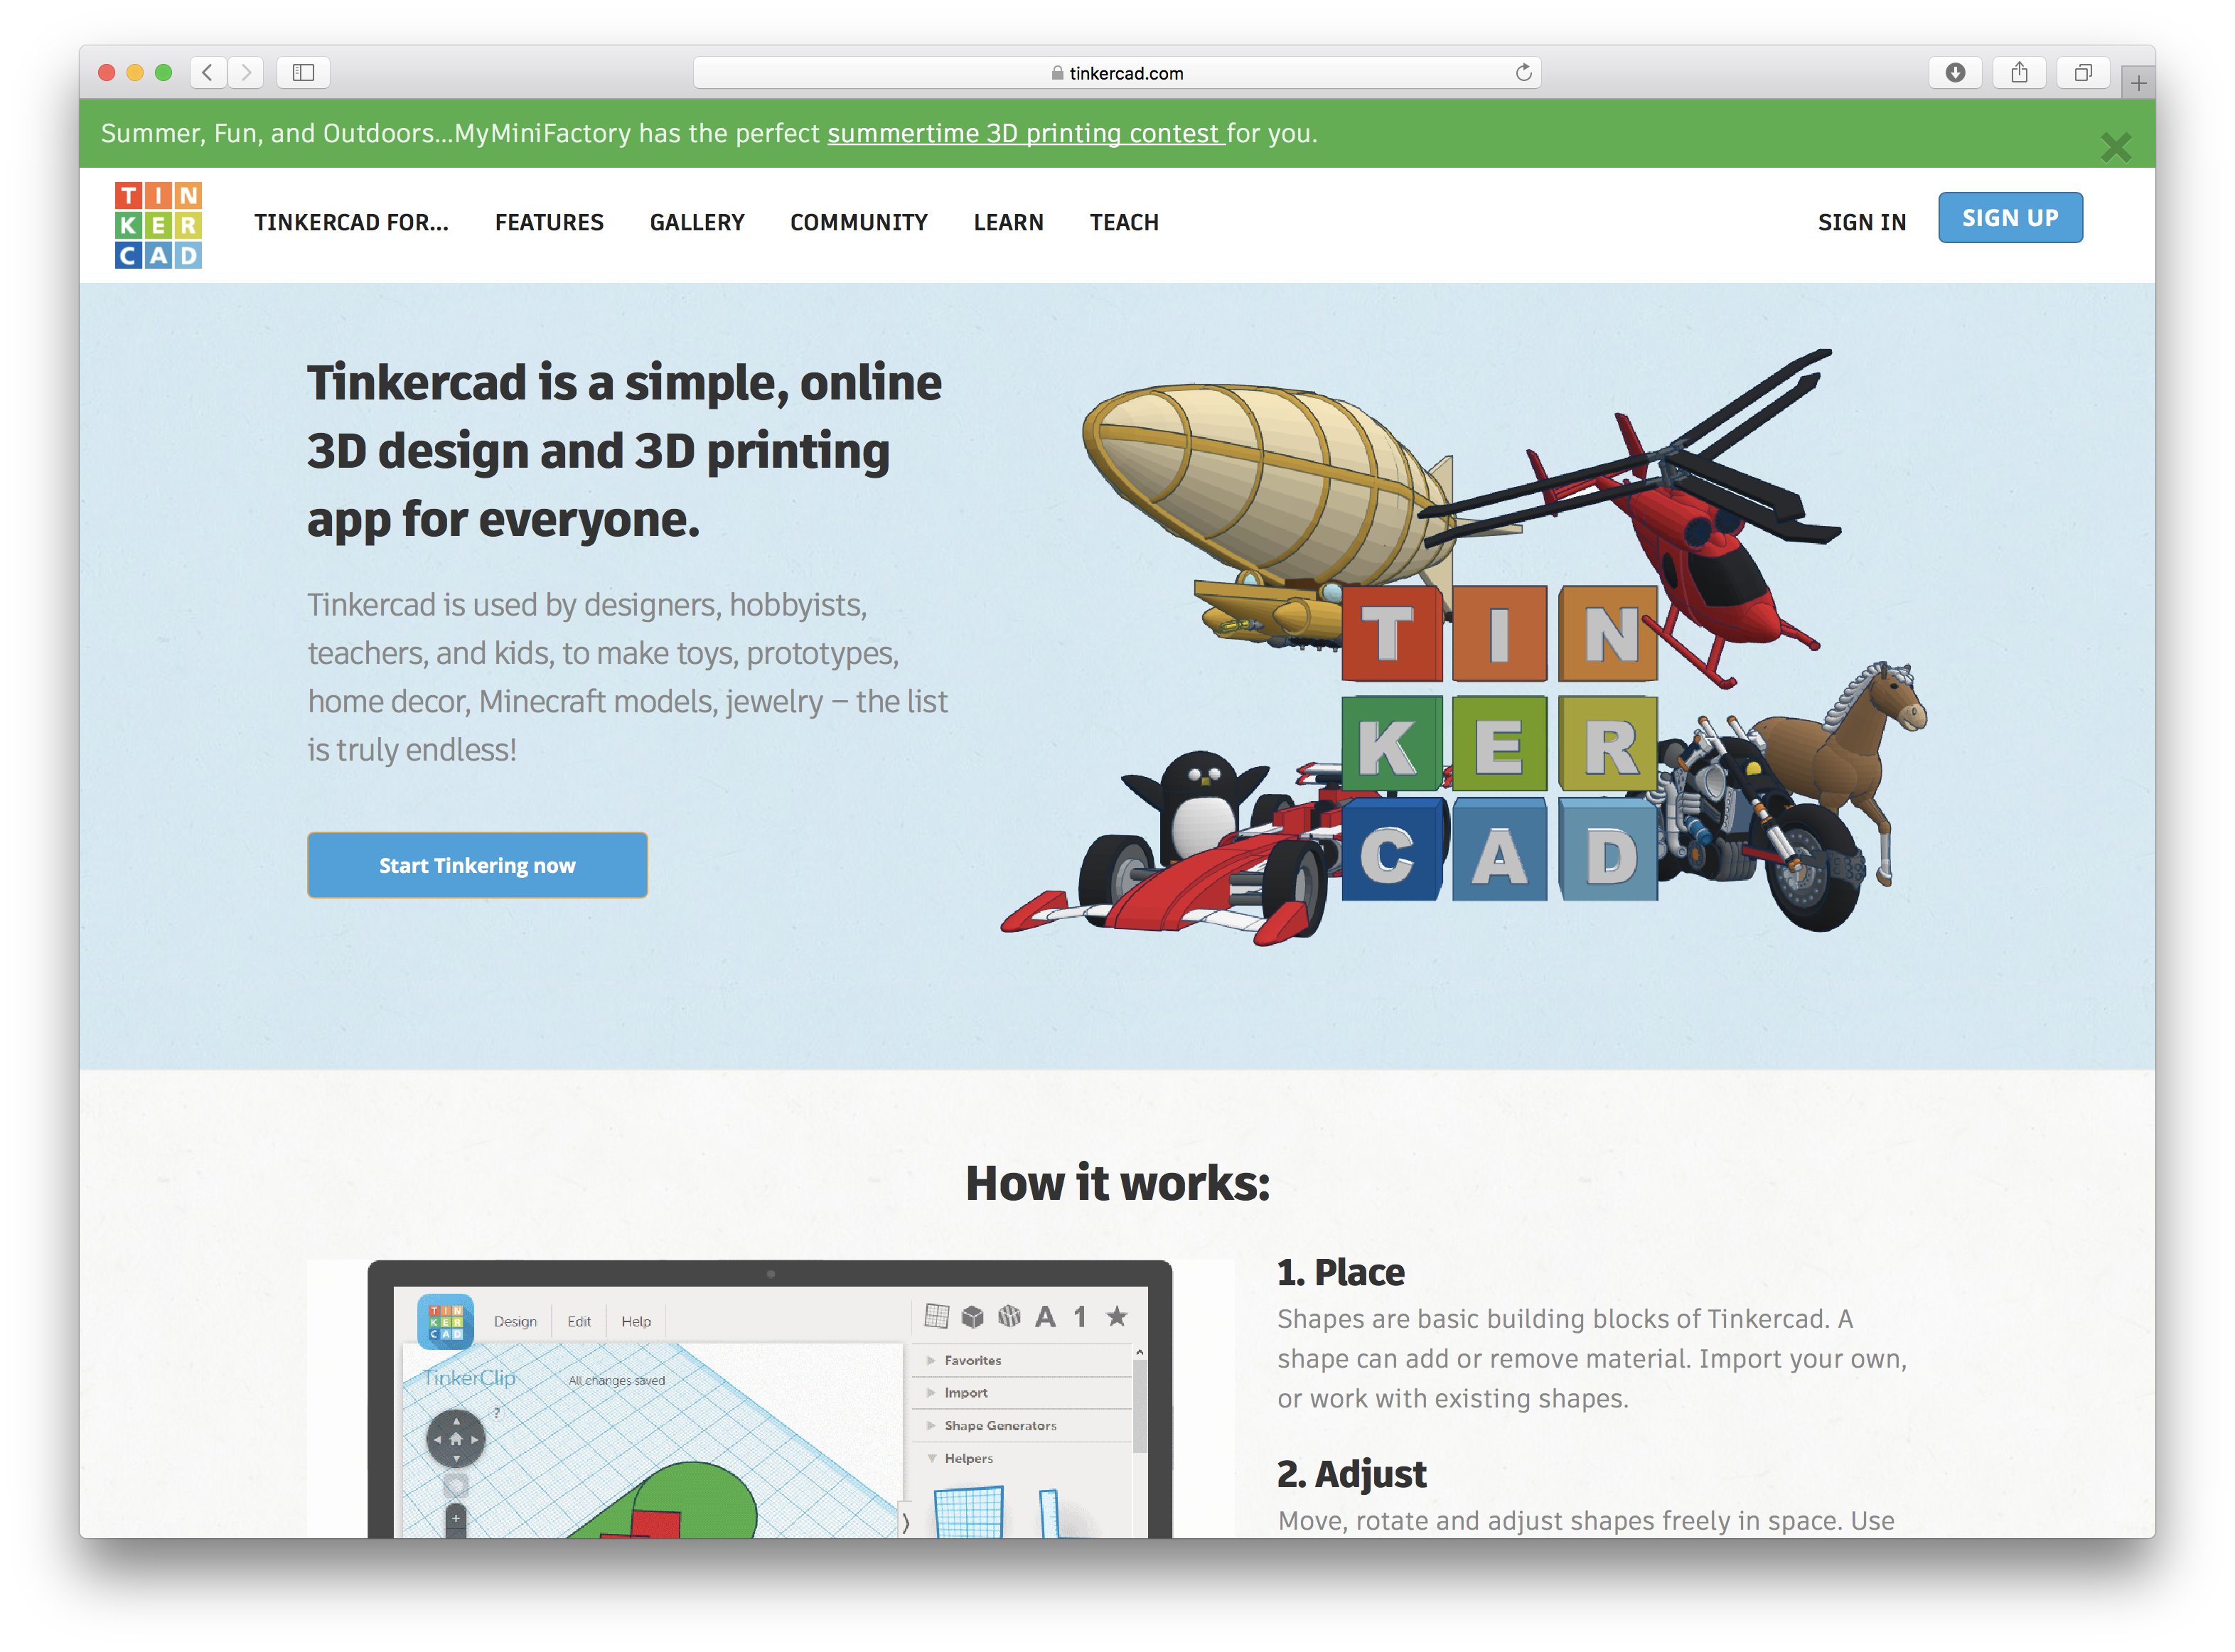 tinkercad.com
Summer, Fun, and Outdoors...MyMiniFactory has the perfect summertime 3D printing contest for you.
TIN
KER
CAD
TINKERCAD FOR... FEATURES GALLERY COMMUNITY LEARN TEACH SIGN IN SIGN UP
Tinkercad is a simple, online
3D design and 3D printing
app for everyone.
Tinkercad is used by designers, hobbyists,
teachers, and kids, to make toys, prototypes,
home decor, Minecraft models, jewelry – the list
is truly endless!
Start Tinkering now
TIN
KER
CAD
How it works:
TIN
KER
CAD
Design Edit Help
A 1
TinkerClip All changes saved
?
Favorites
Import
Shape Generators
Helpers
1. Place
Shapes are basic building blocks of Tinkercad. A
shape can add or remove material. Import your own,
or work with existing shapes.
2. Adjust
Move, rotate and adjust shapes freely in space. Use